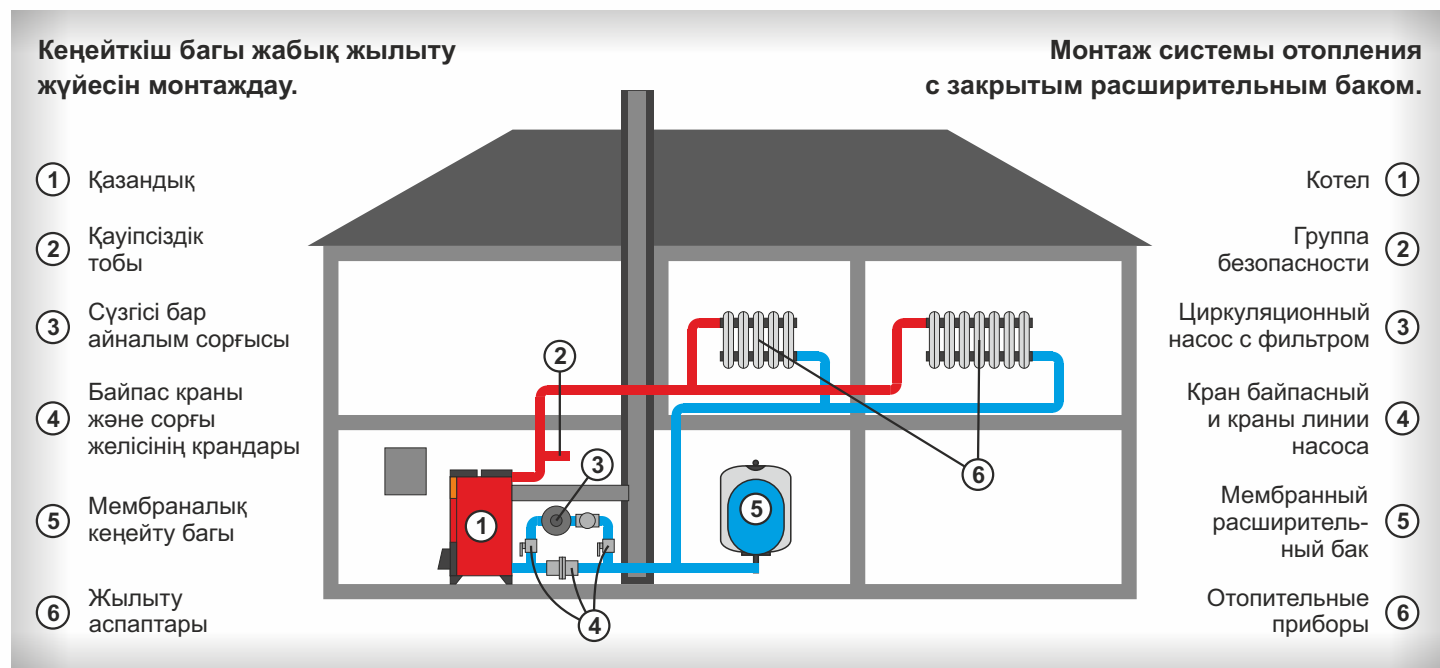 Кеңейткіш багы жабық жылыту
жүйесін монтаждау.
1 Қазандық
2 Қауіпсіздік
тобы
3 Сүзгісі бар
айналым сорғысы
4 Байпас краны
және сорғы
желісінің крандары
5 Мембраналық
кеңейту багы
6 Жылыту
аспаптары
2
3
1
5
6
4
Монтаж системы отопления
с закрытым расширительным баком.
Котел 1
Группа
безопасности 2
Циркуляционный
насос с фильтром 3
Кран байпасный
и краны линии
насоса 4
Мембранный
расширитель-
ный бак 5
Отопительные
приборы 6